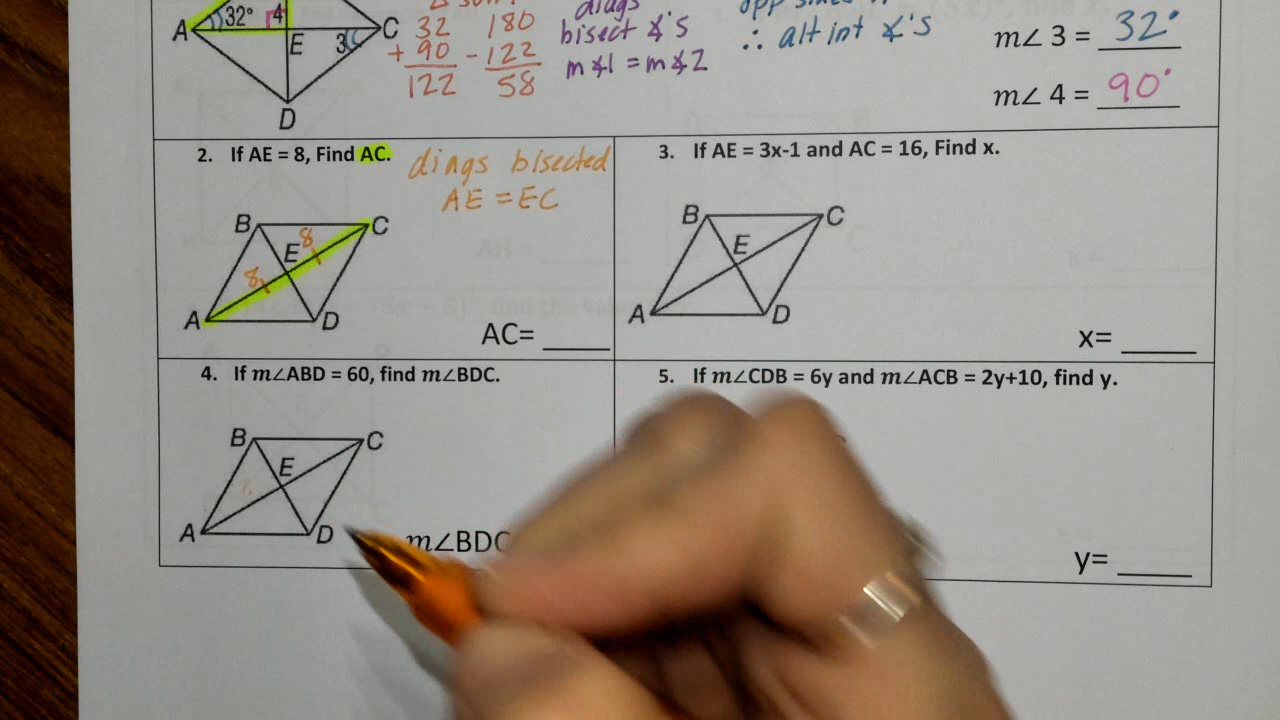 A 32° 4 C 32 180
E 3 + 90 - 122
122 58
D
diags
bisect ∡'s
m∡1 = m∡2
∴ alt int ∡'s
m∠ 3 = 32°
m∠ 4 = 90°
2. If AE = 8, Find AC.
dings bisected
AE = EC
B C
8
E
8
A D
AC= ____
3. If AE = 3x-1 and AC = 16, Find x.
B C
E
A D
x= ____
4. If m∠ABD = 60, find m∠BDC.
B C
E
A D
m∠BDC
5. If m∠CDB = 6y and m∠ACB = 2y+10, find y.
y= ____